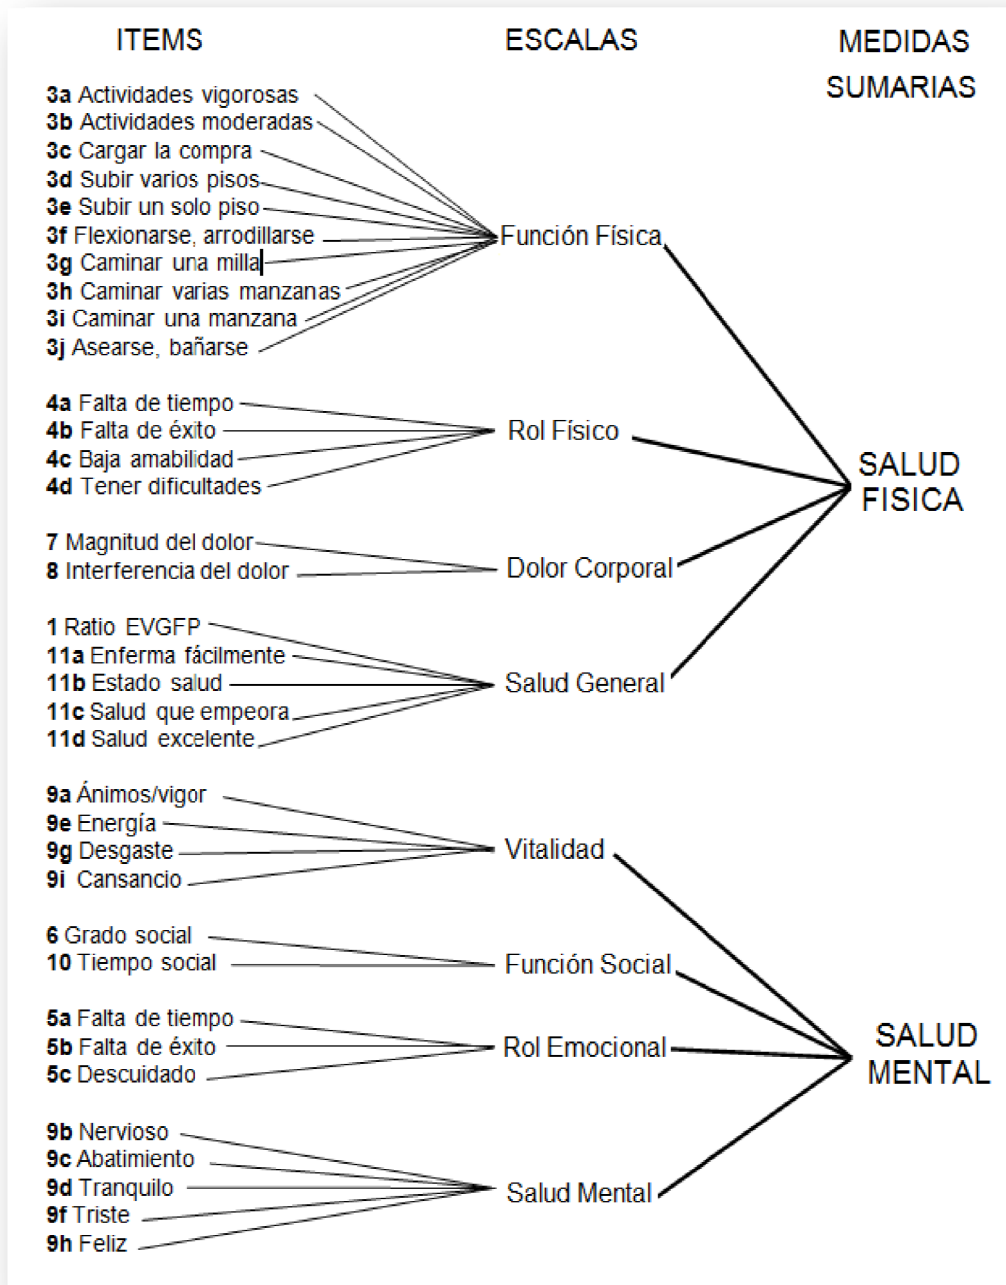 ITEMS
ESCALAS
MEDIDAS
SUMARIAS
3a Actividades vigorosas
3b Actividades moderadas
3c Cargar la compra
3d Subir varios pisos
3e Subir un solo piso
3f Flexionarse, arrodillarse
3g Caminar una milla
3h Caminar varias manzanas
3i Caminar una manzana
3j Asearse, bañarse
Función Física
4a Falta de tiempo
4b Falta de éxito
4c Baja amabilidad
4d Tener dificultades
Rol Físico
7 Magnitud del dolor
8 Interferencia del dolor
Dolor Corporal
1 Ratio EVGFP
11a Enferma fácilmente
11b Estado salud
11c Salud que empeora
11d Salud excelente
Salud General
SALUD
FISICA
9a Ánimos/vigor
9e Energía
9g Desgaste
9i Cansancio
Vitalidad
6 Grado social
10 Tiempo social
Función Social
5a Falta de tiempo
5b Falta de éxito
5c Descuidado
Rol Emocional
9b Nervioso
9c Abatimiento
9d Tranquilo
9f Triste
9h Feliz
Salud Mental
SALUD
MENTAL